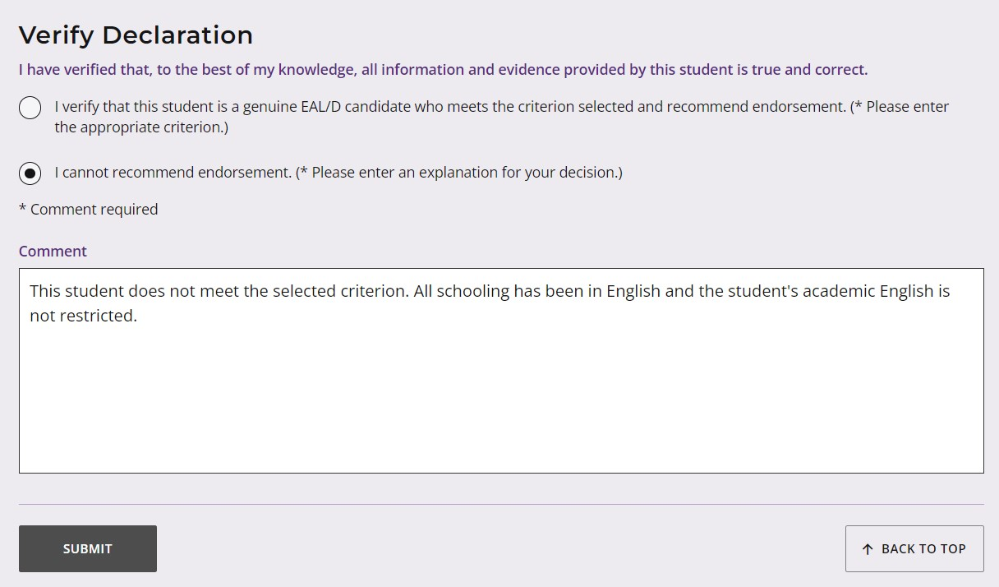 Verify Declaration
I have verified that, to the best of my knowledge, all information and evidence provided by this student is true and correct.
I verify that this student is a genuine EAL/D candidate who meets the criterion selected and recommend endorsement. (* Please enter
the appropriate criterion.)
I cannot recommend endorsement. (* Please enter an explanation for your decision.)
* Comment required
Comment
This student does not meet the selected criterion. All schooling has been in English and the student's academic English is
not restricted.
SUBMIT
↑ BACK TO TOP